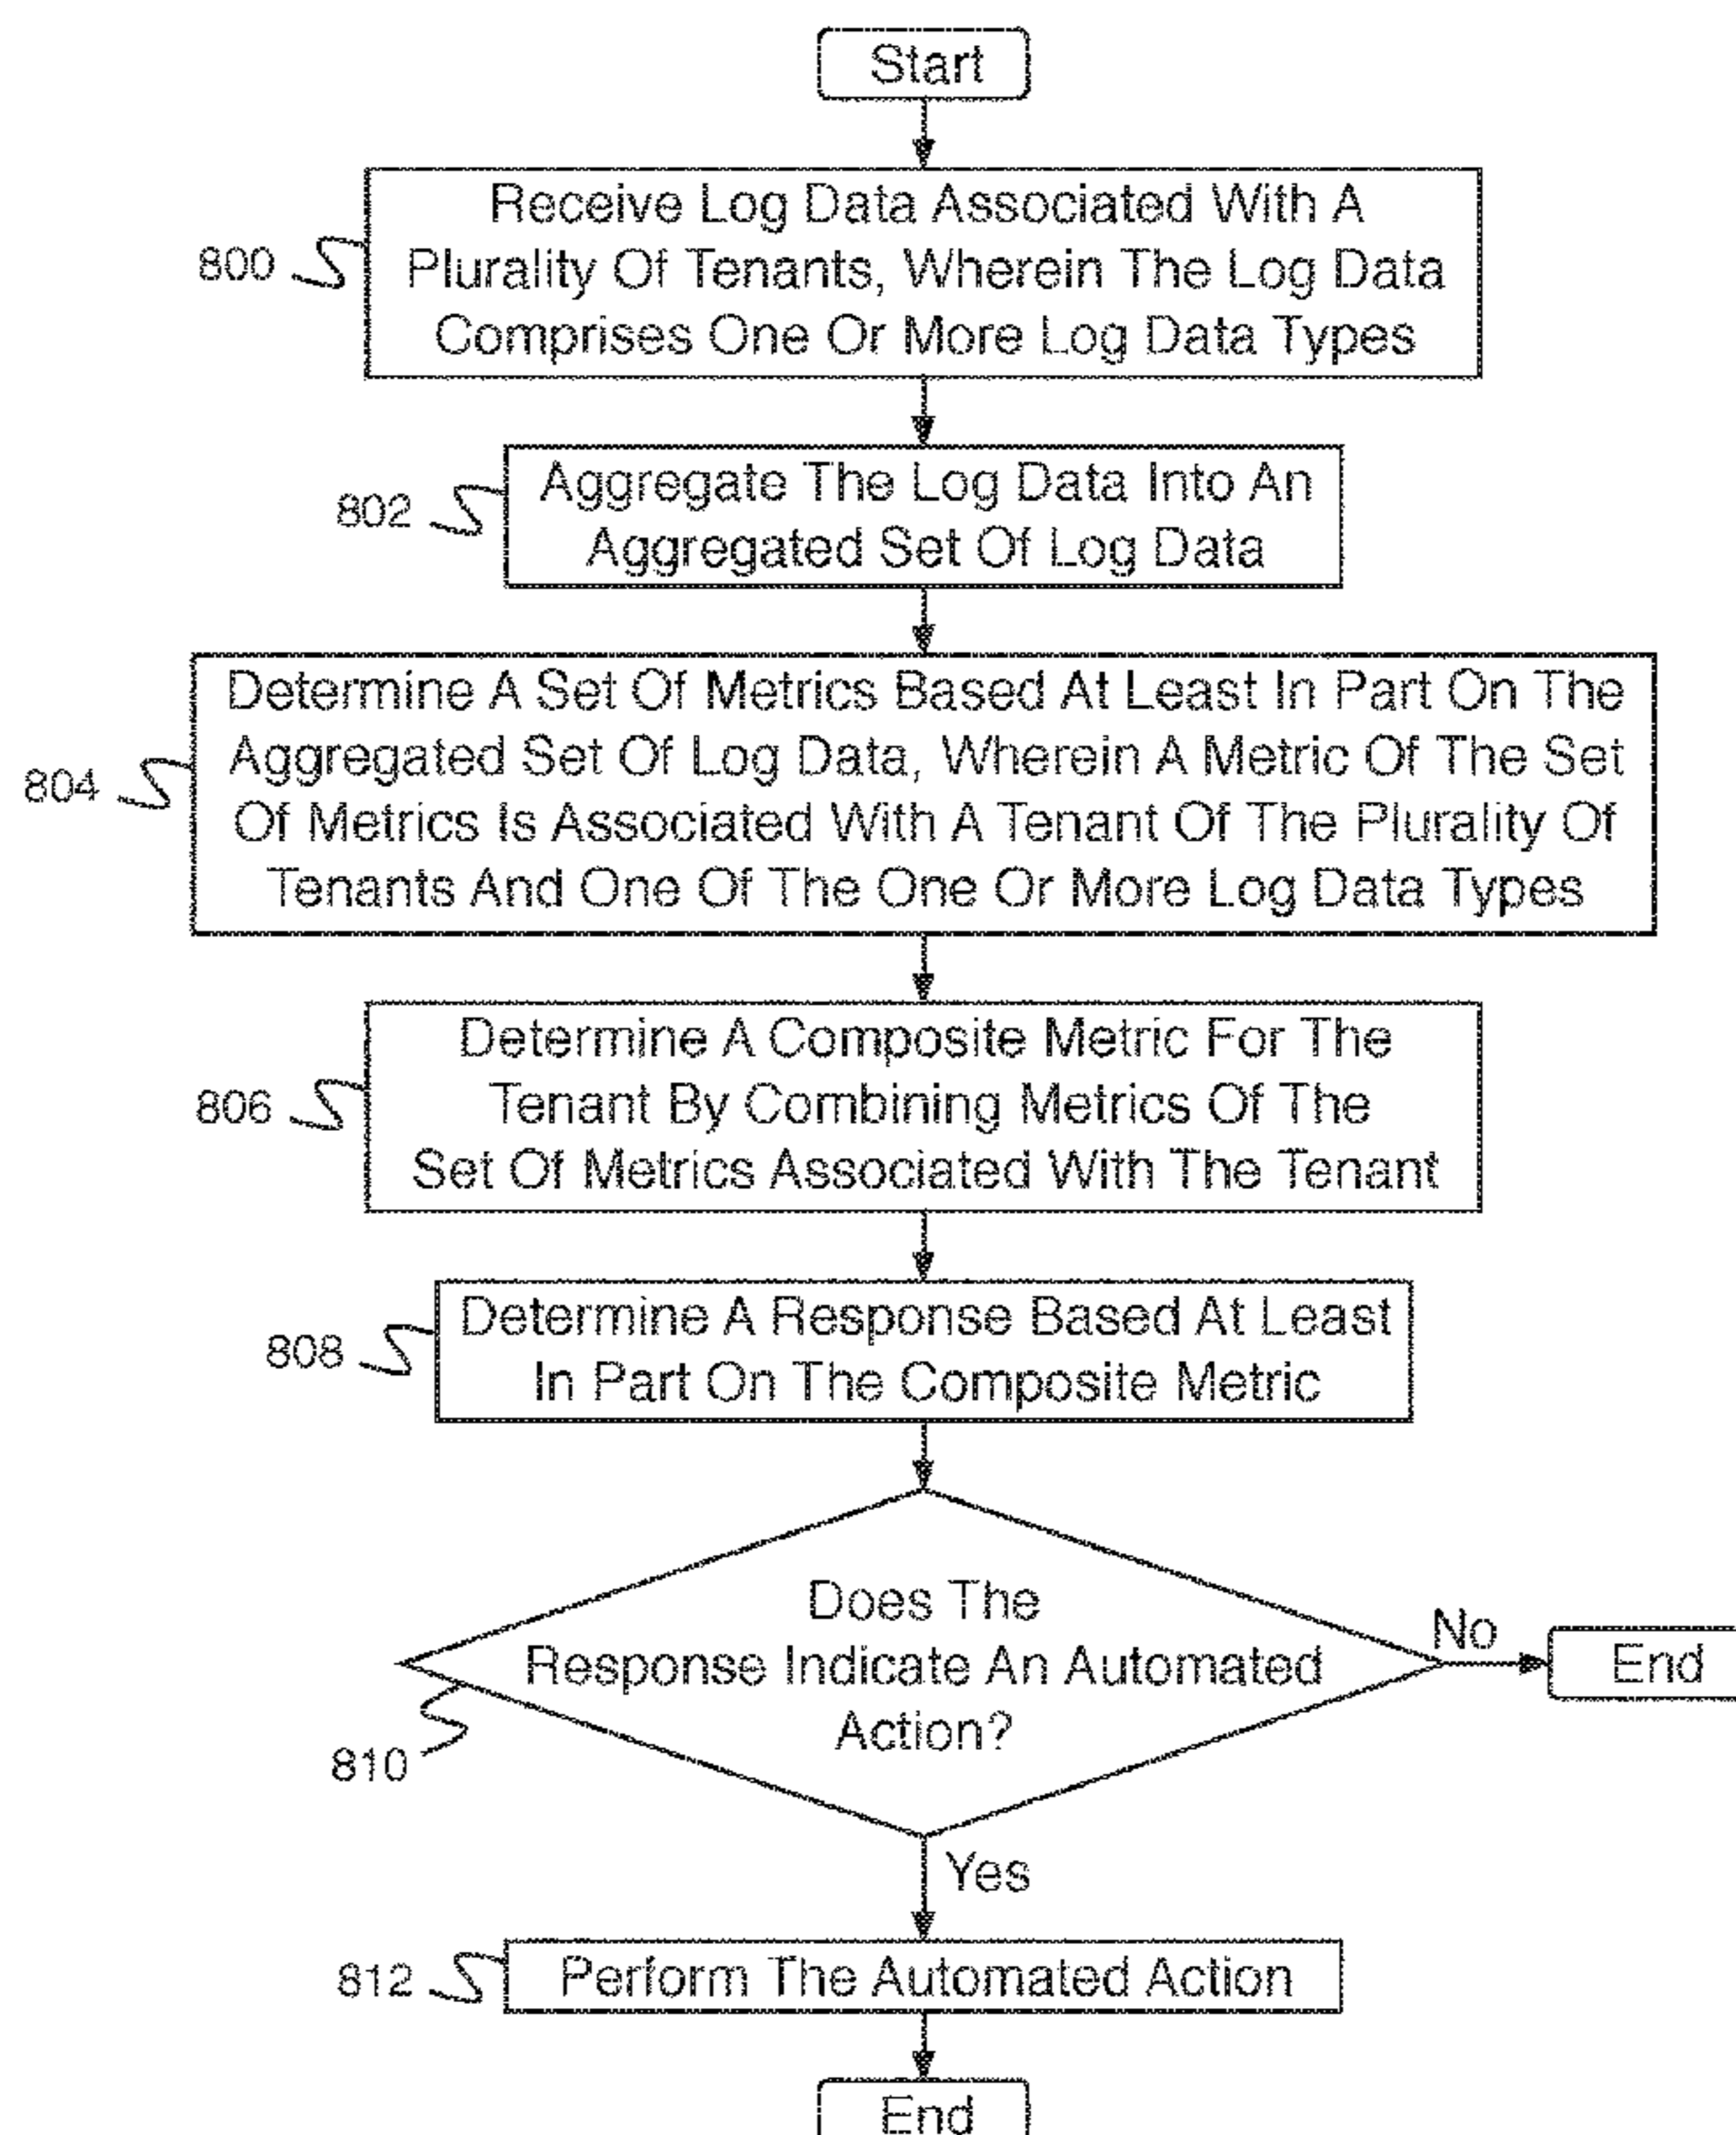 Start
800
Receive Log Data Associated With A
Plurality Of Tenants, Wherein The Log Data
Comprises One Or More Log Data Types
802
Aggregate The Log Data Into An
Aggregated Set Of Log Data
804
Determine A Set Of Metrics Based At Least In Part On The
Aggregated Set Of Log Data, Wherein A Metric Of The Set
Of Metrics Is Associated With A Tenant Of The Plurality Of
Tenants And One Of The One Or More Log Data Types
806
Determine A Composite Metric For The
Tenant By Combining Metrics Of The
Set Of Metrics Associated With The Tenant
808
Determine A Response Based At Least
In Part On The Composite Metric
810
Does The
Response Indicate An Automated
Action?
No
End
Yes
812
Perform The Automated Action
End